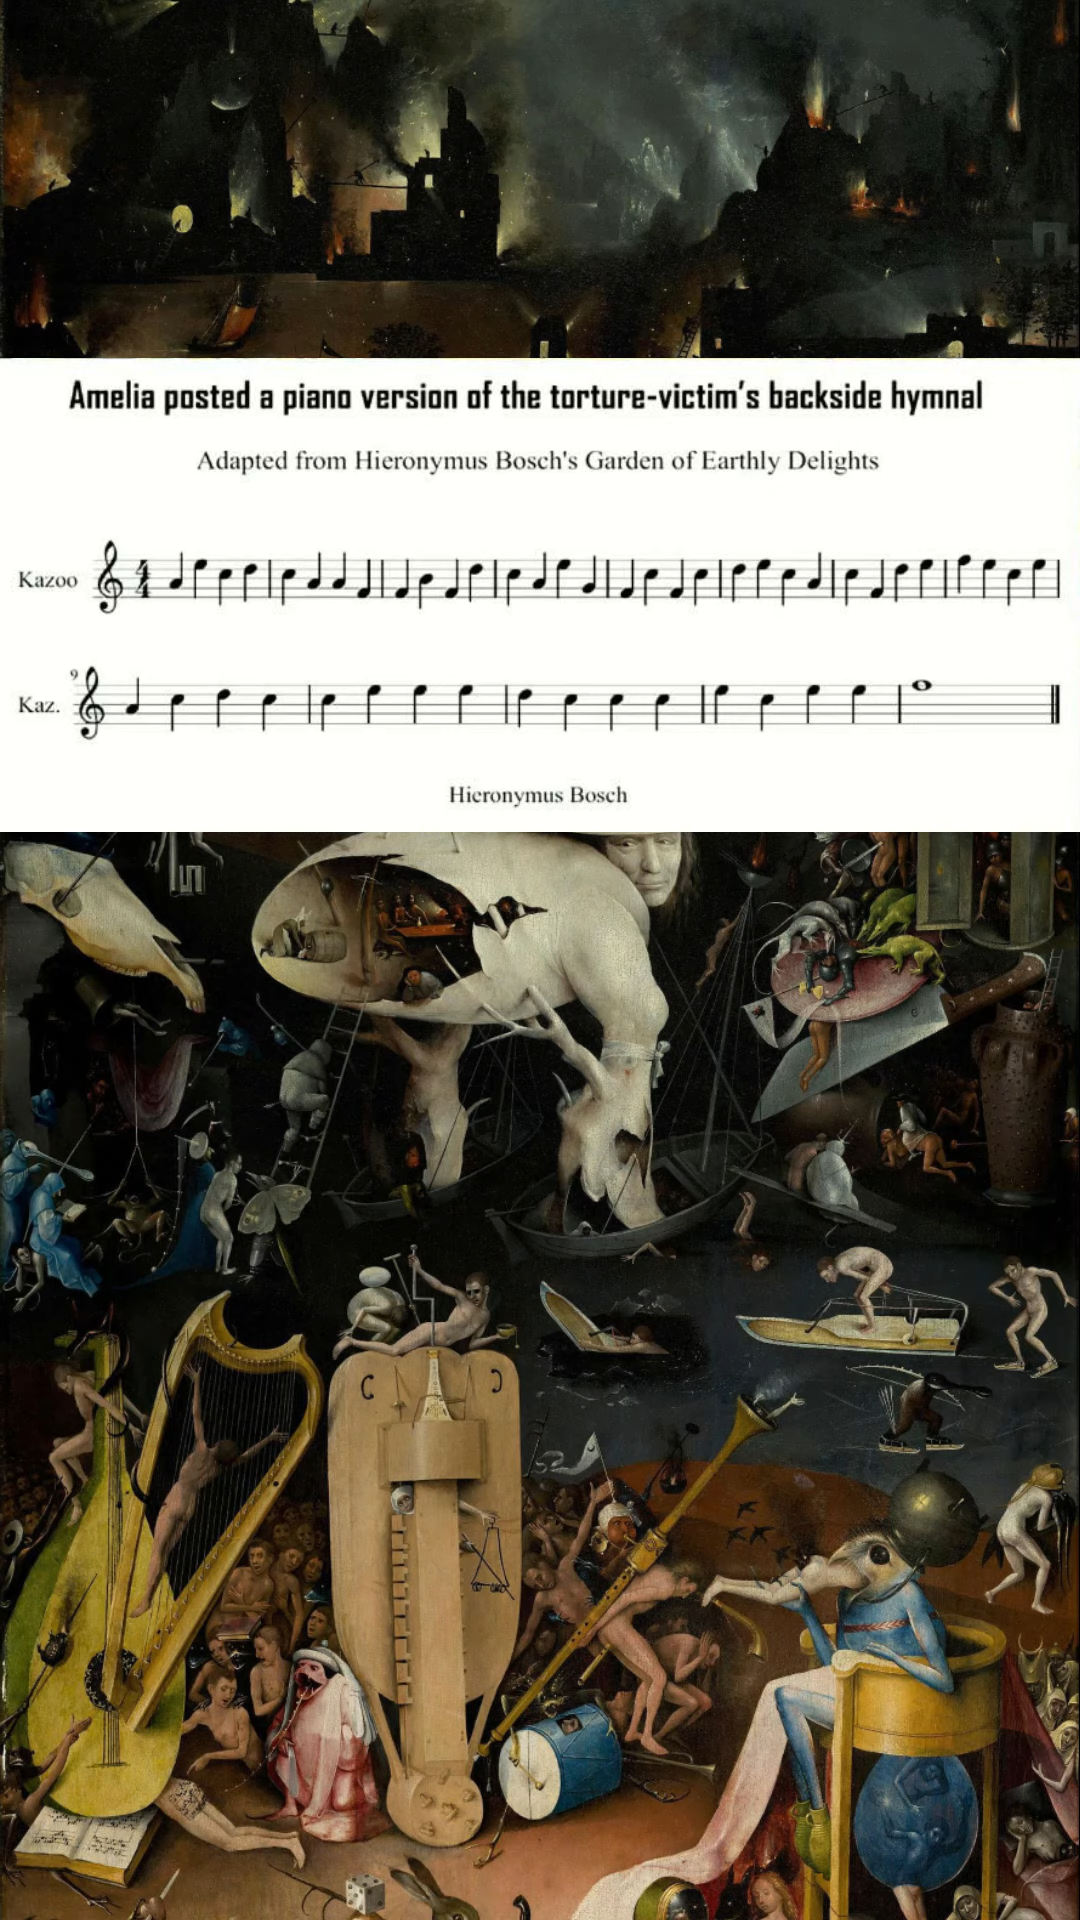 Amelia posted a piano version of the torture-victim's backside hymnal
Adapted from Hieronymus Bosch's Garden of Earthly Delights
Kazoo
9
Kaz.
Hieronymus Bosch